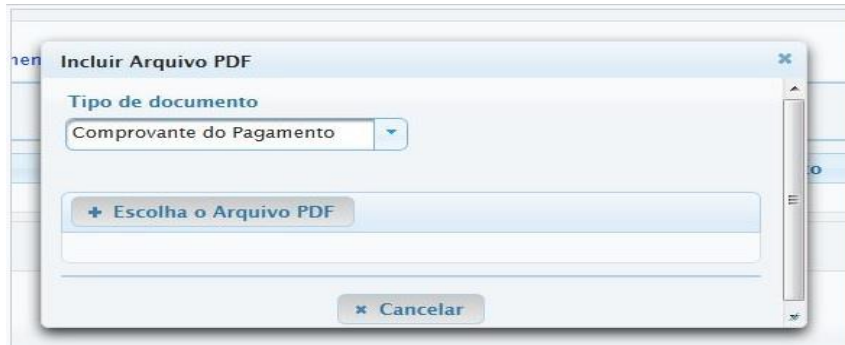 Incluir Arquivo PDF
Tipo de documento
Comprovante do Pagamento
+ Escolha o Arquivo PDF
Cancelar